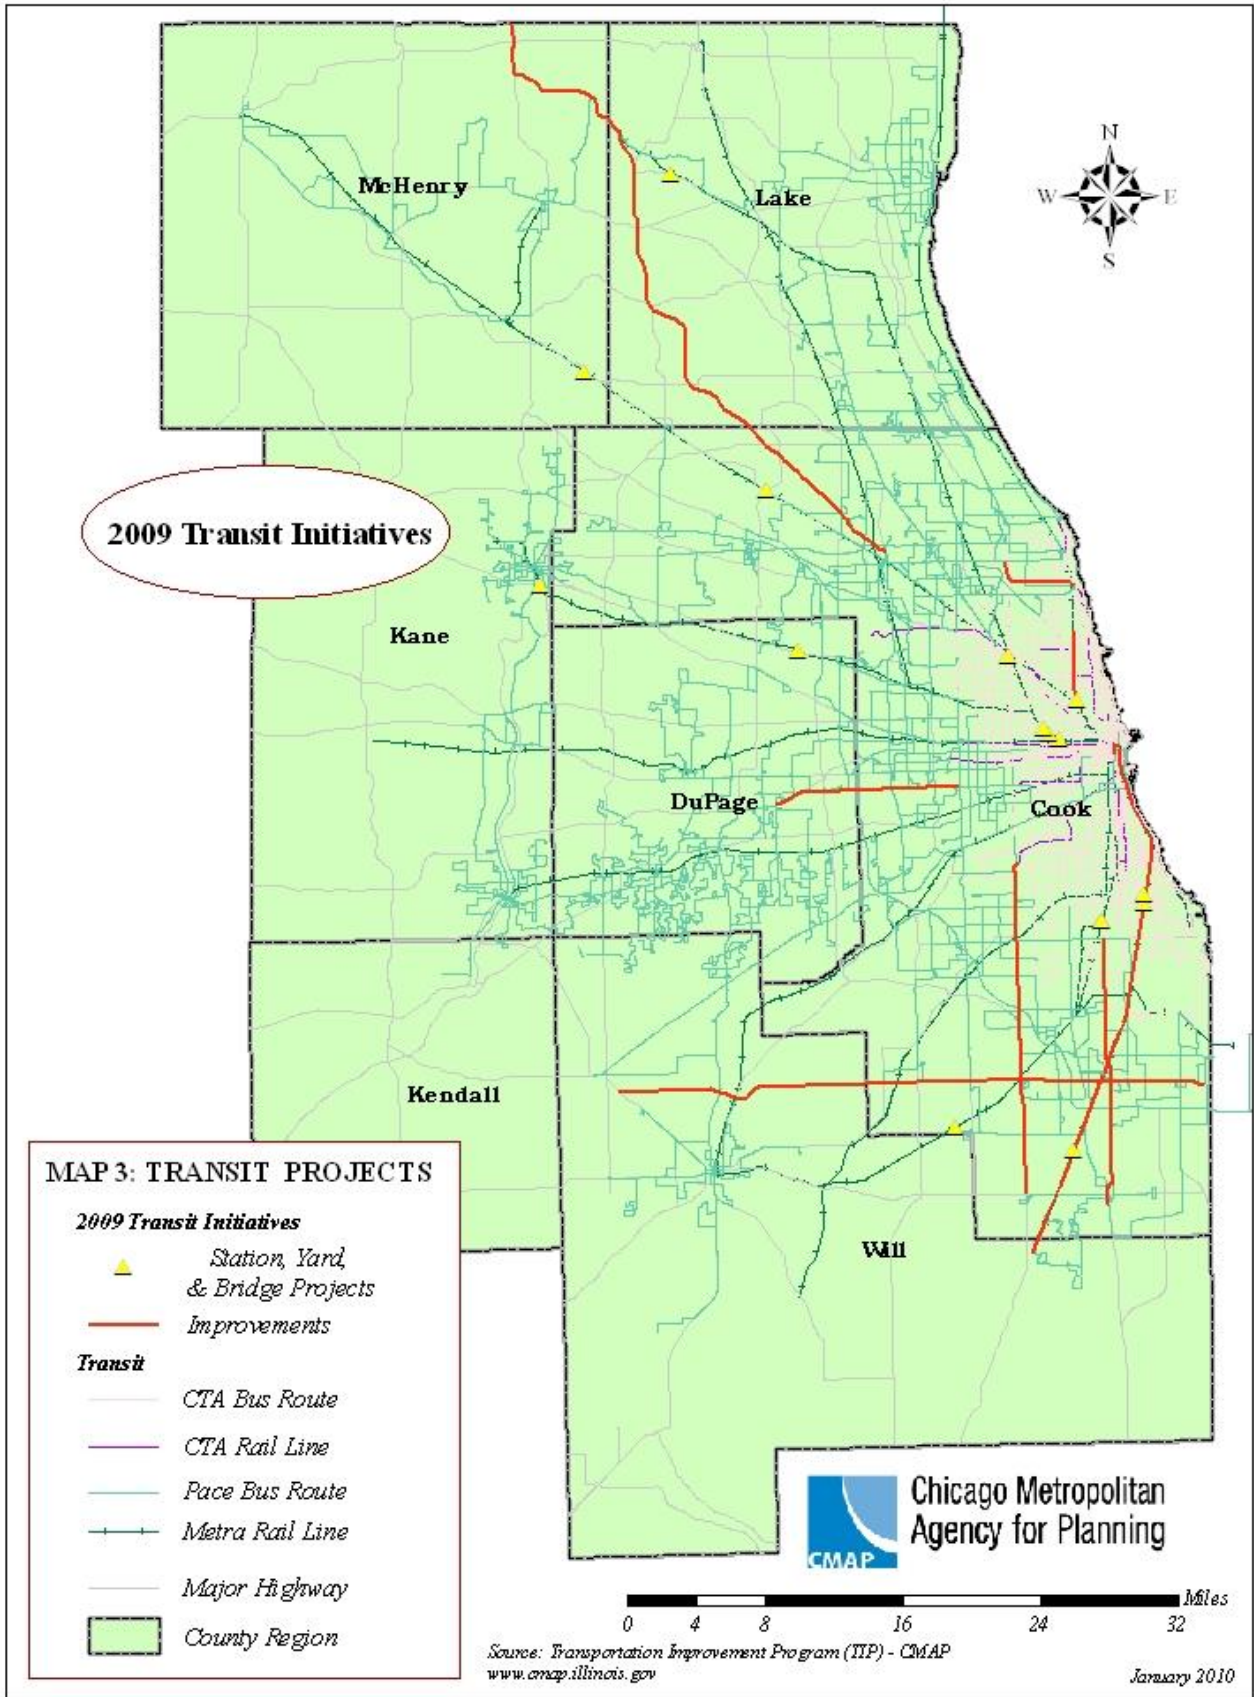 N
W
E
S
McHenry
Lake
2009 Transit Initiatives
Kane
DuPage
Cook
Kendall
Will
MAP 3: TRANSIT PROJECTS
2009 Transit Initiatives
Station, Yard,
& Bridge Projects
Improvements
Transit
CTA Bus Route
CTA Rail Line
Pace Bus Route
Metra Rail Line
Major Highway
County Region
CMAP
Chicago Metropolitan
Agency for Planning
Miles
0 4 8 16 24 32
Source: Transportation Improvement Program (TIP) - CMAP
www.cmap.illinois.gov
January 2010